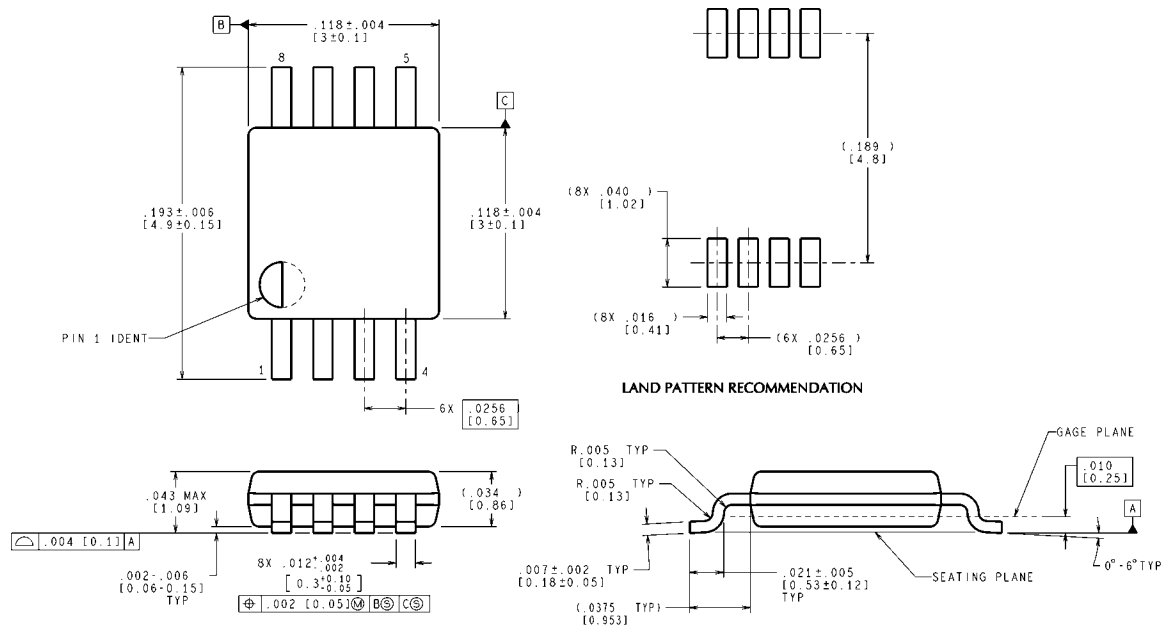 B
.118±.004
[3±0.1]
8
5
C
.193±.006
[4.9±0.15]
.118±.004
[3±0.1]
PIN 1 IDENT
1
4
6X .0256
[0.65]
(.189 )
[4.8]
(8X .040 )
[1.02]
(8X .016 )
[0.41]
(6X .0256 )
[0.65]
LAND PATTERN RECOMMENDATION
.043 MAX
[1.09]
(.034 )
[0.86]
⌓ .004 [0.1] A
.002-.006
[0.06-0.15]
TYP
8X .012 +.004 -.002
[0.3 +0.10 -0.05]
⌖ .002 [0.05]Ⓜ BⓈ CⓈ
R.005 TYP
[0.13]
R.005 TYP
[0.13]
GAGE PLANE
.010
[0.25]
A
0°-6° TYP
SEATING PLANE
.007±.002 TYP
[0.18±0.05]
.021±.005
[0.53±0.12]
TYP
(.0375 TYP)
[0.953]